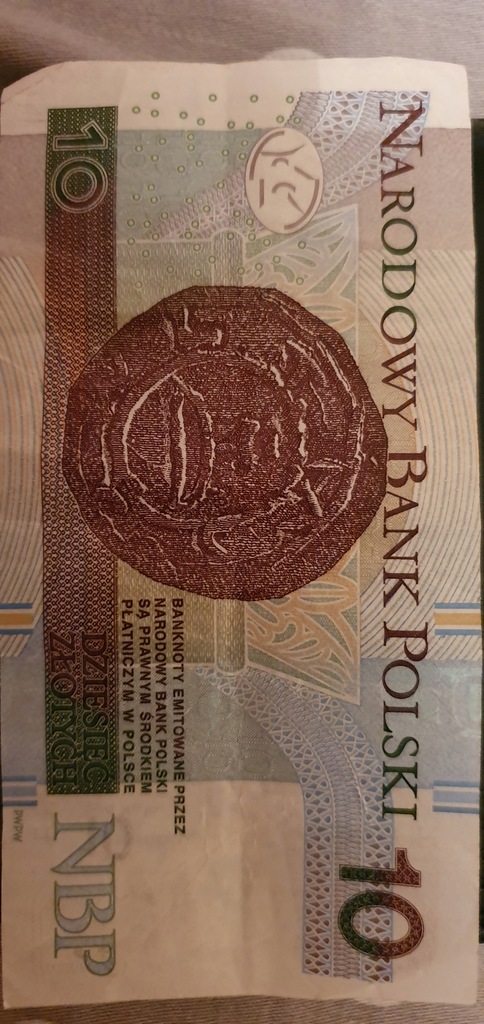 NARODOWY BANK POLSKI
10
BANKNOTY EMITOWANE PRZEZ
NARODOWY BANK POLSKI
SĄ PRAWNYM ŚRODKIEM
PŁATNICZYM W POLSCE
10
DZIESIĘĆ
ZŁOTYCH
NBP
PWPW